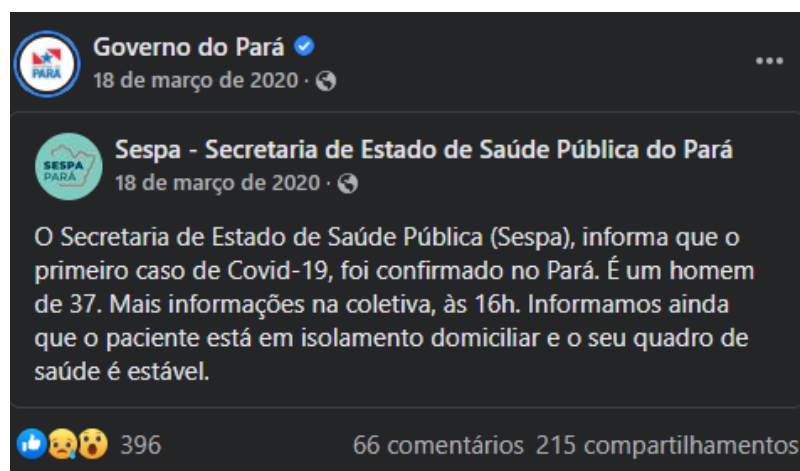 Governo do Pará
18 de março de 2020 ·
PARÁ
Sespa - Secretaria de Estado de Saúde Pública do Pará
SESPA
PARÁ
18 de março de 2020 ·
O Secretaria de Estado de Saúde Pública (Sespa), informa que o
primeiro caso de Covid-19, foi confirmado no Pará. É um homem
de 37. Mais informações na coletiva, às 16h. Informamos ainda
que o paciente está em isolamento domiciliar e o seu quadro de
saúde é estável.
396 66 comentários 215 compartilhamentos